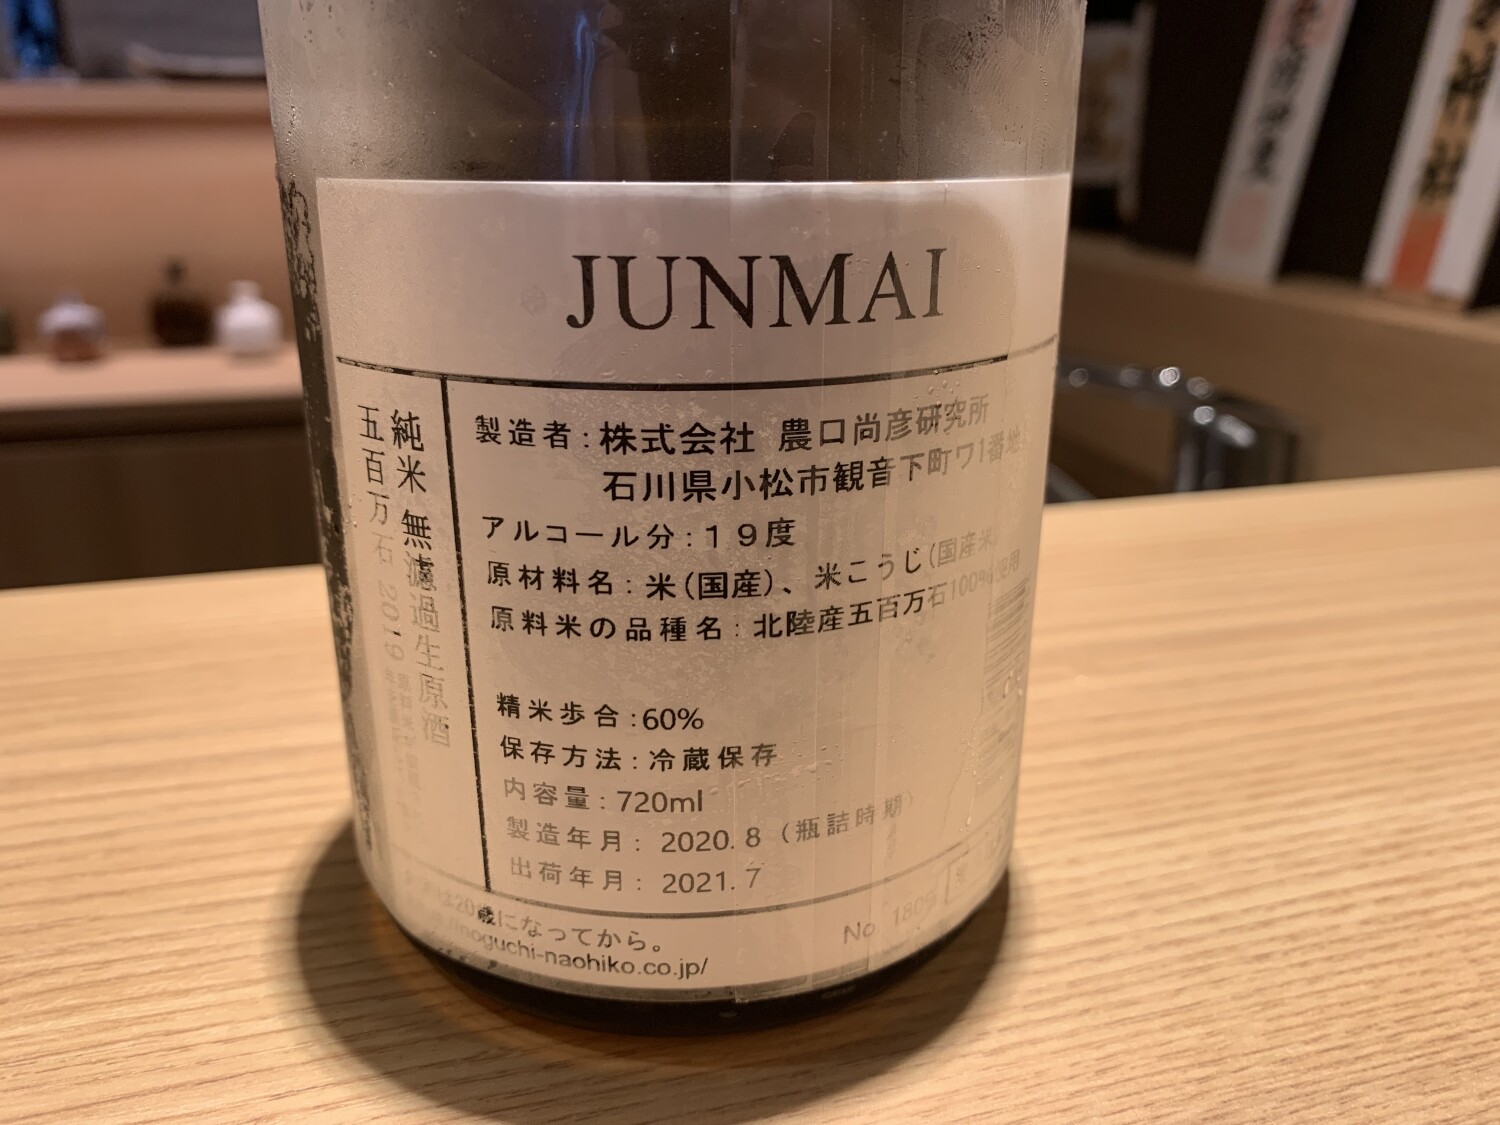 JUNMAI
純米 無濾過生原酒
五百万石 2019
製造者：株式会社 農口尚彦研究所
石川県小松市観音下町ワ1番地
アルコール分：１９度
原材料名：米(国産)、米こうじ(国産米)
原料米の品種名：北陸産五百万石100%使用
精米歩合：60%
保存方法：冷蔵保存
内容量：720ml
製造年月：2020. 8（瓶詰時期）
出荷年月：2021. 7
は20歳になってから。
noguchi-naohiko.co.jp/
No.